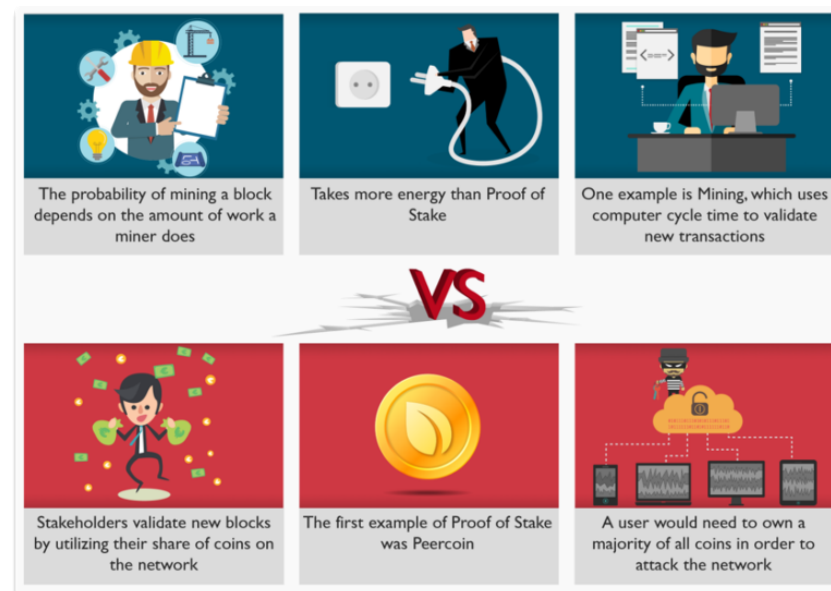 The probability of mining a block
depends on the amount of work a
miner does
Takes more energy than Proof of
Stake
One example is Mining, which uses
computer cycle time to validate
new transactions
VS
Stakeholders validate new blocks
by utilizing their share of coins on
the network
The first example of Proof of Stake
was Peercoin
A user would need to own a
majority of all coins in order to
attack the network